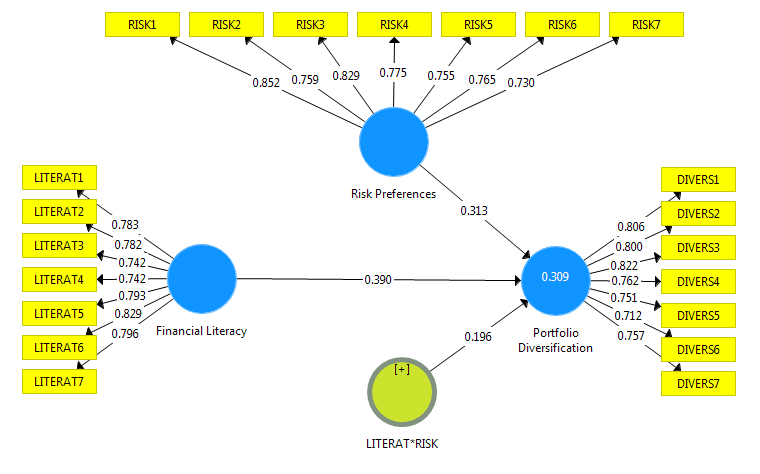 RISK1 RISK2 RISK3 RISK4 RISK5 RISK6 RISK7
0.852 0.759 0.829 0.775 0.755 0.765 0.730
Risk Preferences
0.313
LITERAT1
LITERAT2
LITERAT3
LITERAT4
LITERAT5
LITERAT6
LITERAT7
0.783
0.782
0.742
0.742
0.793
0.829
0.796
Financial Literacy
0.390
0.309
Portfolio
Diversification
0.196
[+]
LITERAT*RISK
0.806
0.800
0.822
0.762
0.751
0.712
0.757
DIVERS1
DIVERS2
DIVERS3
DIVERS4
DIVERS5
DIVERS6
DIVERS7